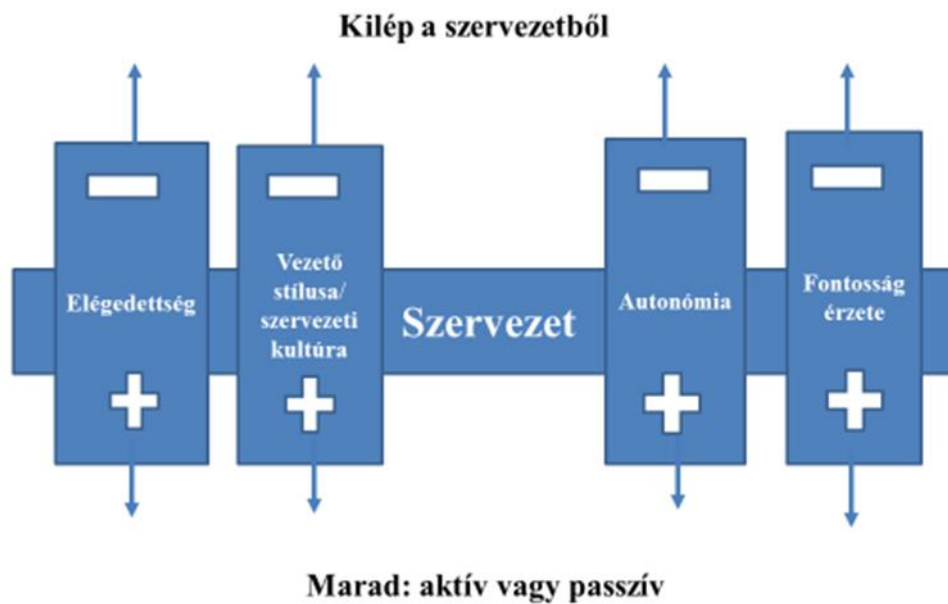 Kilép a szervezetből
Elégedettség
Vezető
stílusa/
szervezeti
kultúra
Szervezet
Autonómia
Fontosság
érzete
Marad: aktív vagy passzív